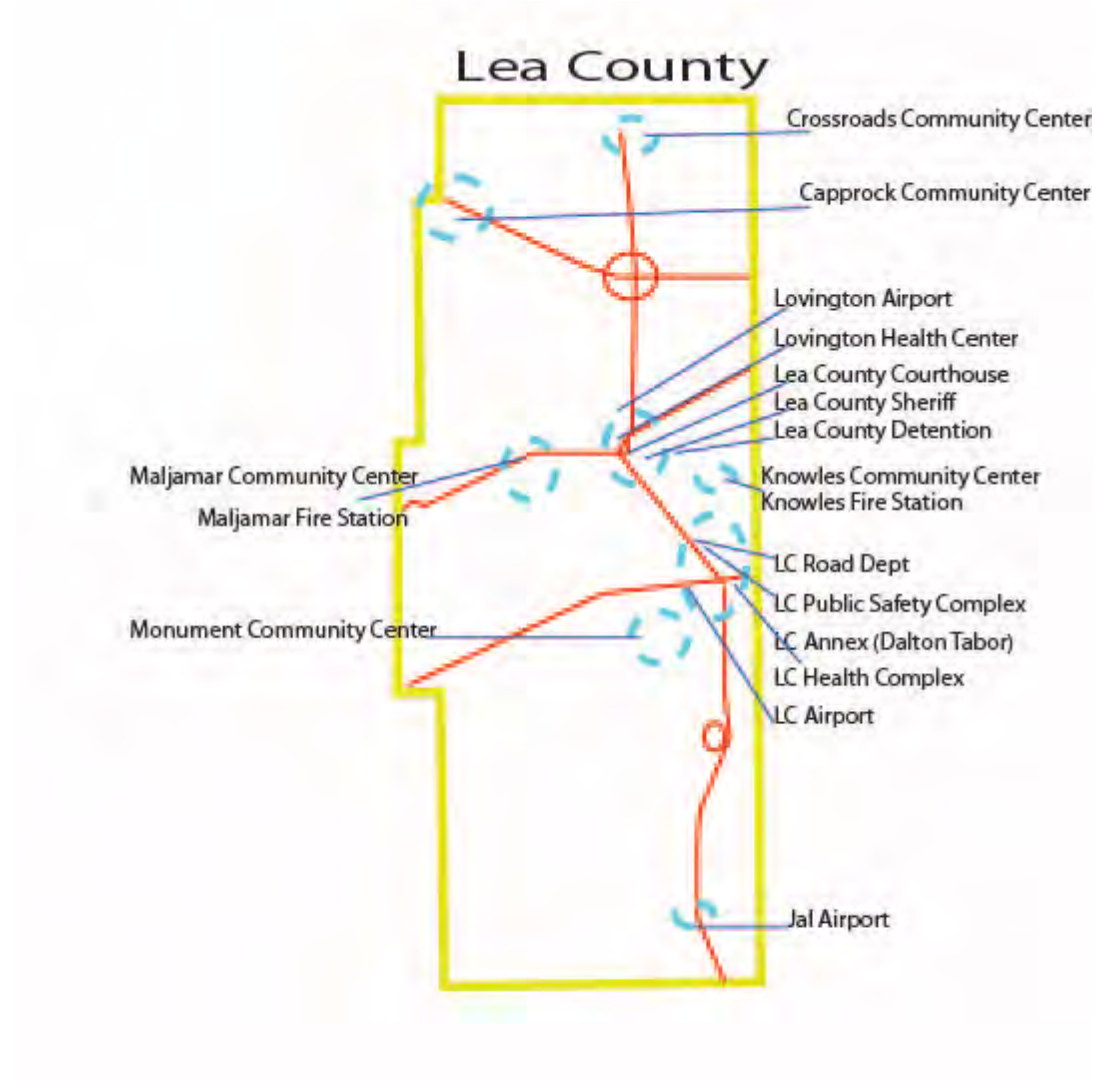 Lea County
Crossroads Community Center
Capprock Community Center
Lovington Airport
Lovington Health Center
Lea County Courthouse
Lea County Sheriff
Lea County Detention
Maljamar Community Center
Knowles Community Center
Knowles Fire Station
Maljamar Fire Station
LC Road Dept
LC Public Safety Complex
Monument Community Center
LC Annex (Dalton Tabor)
LC Health Complex
LC Airport
Jal Airport